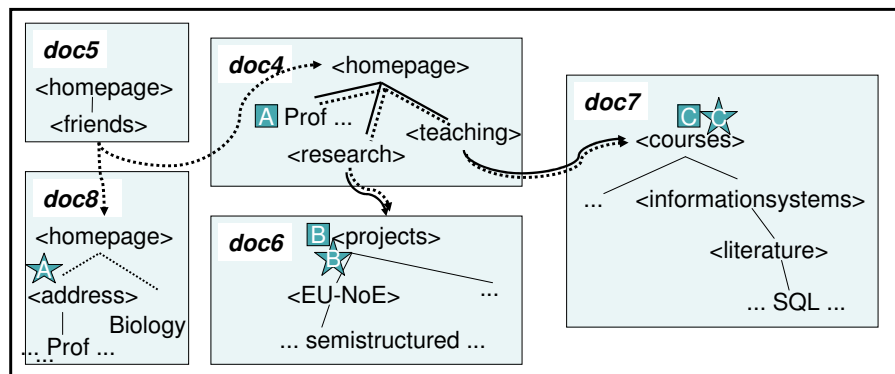 doc5
<homepage>
<friends>
doc4
<homepage>
A Prof ...
<research>
<teaching>
doc7
C C
<courses>
...
<informationsystems>
<literature>
... SQL ...
doc8
<homepage>
A
<address>
Biology
... Prof ...
...
doc6
B <projects>
B
<EU-NoE>
...
... semistructured ...